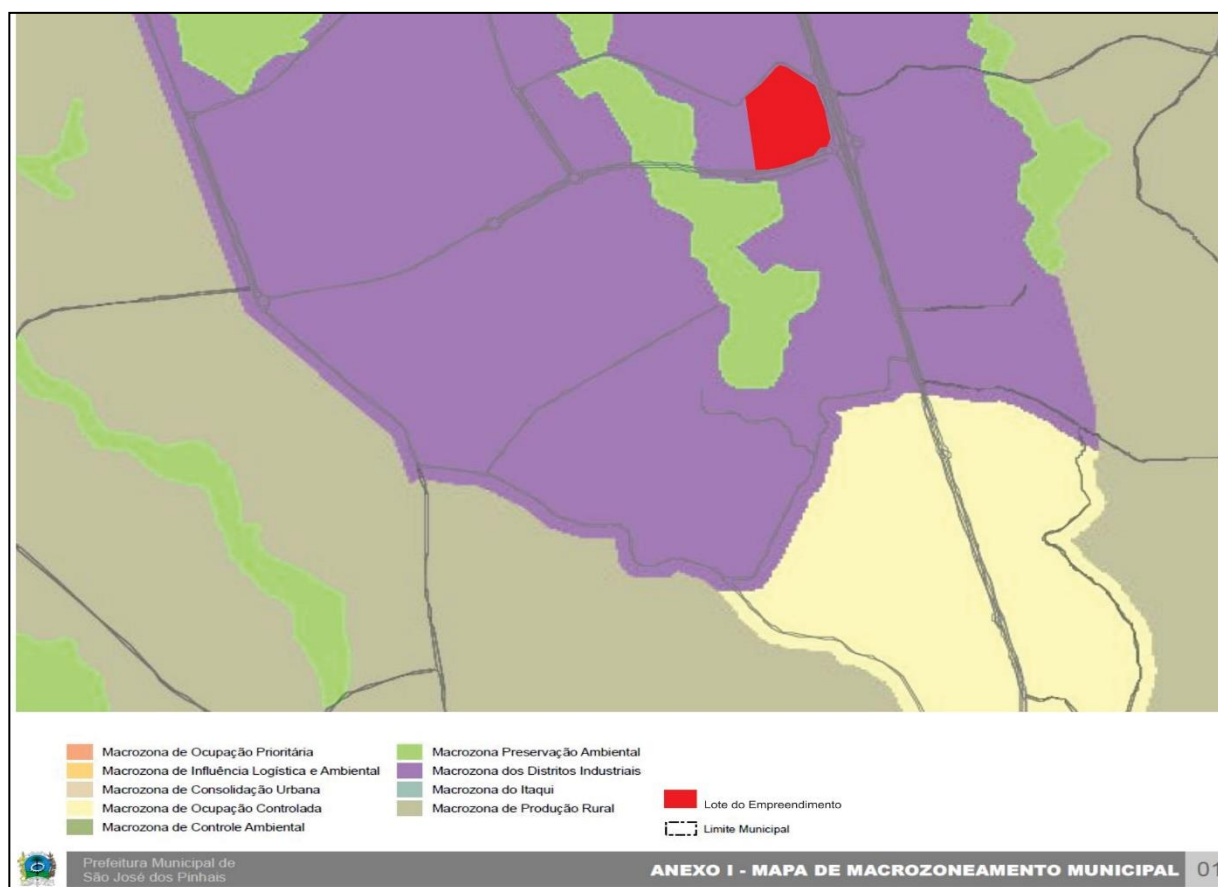 Macrozona de Ocupação Prioritária
Macrozona de Influência Logística e Ambiental
Macrozona de Consolidação Urbana
Macrozona de Ocupação Controlada
Macrozona de Controle Ambiental
Macrozona Preservação Ambiental
Macrozona dos Distritos Industriais
Macrozona do Itaqui
Macrozona de Produção Rural
Lote do Empreendimento
Limite Municipal
Prefeitura Municipal de
São José dos Pinhais
ANEXO I - MAPA DE MACROZONEAMENTO MUNICIPAL 01